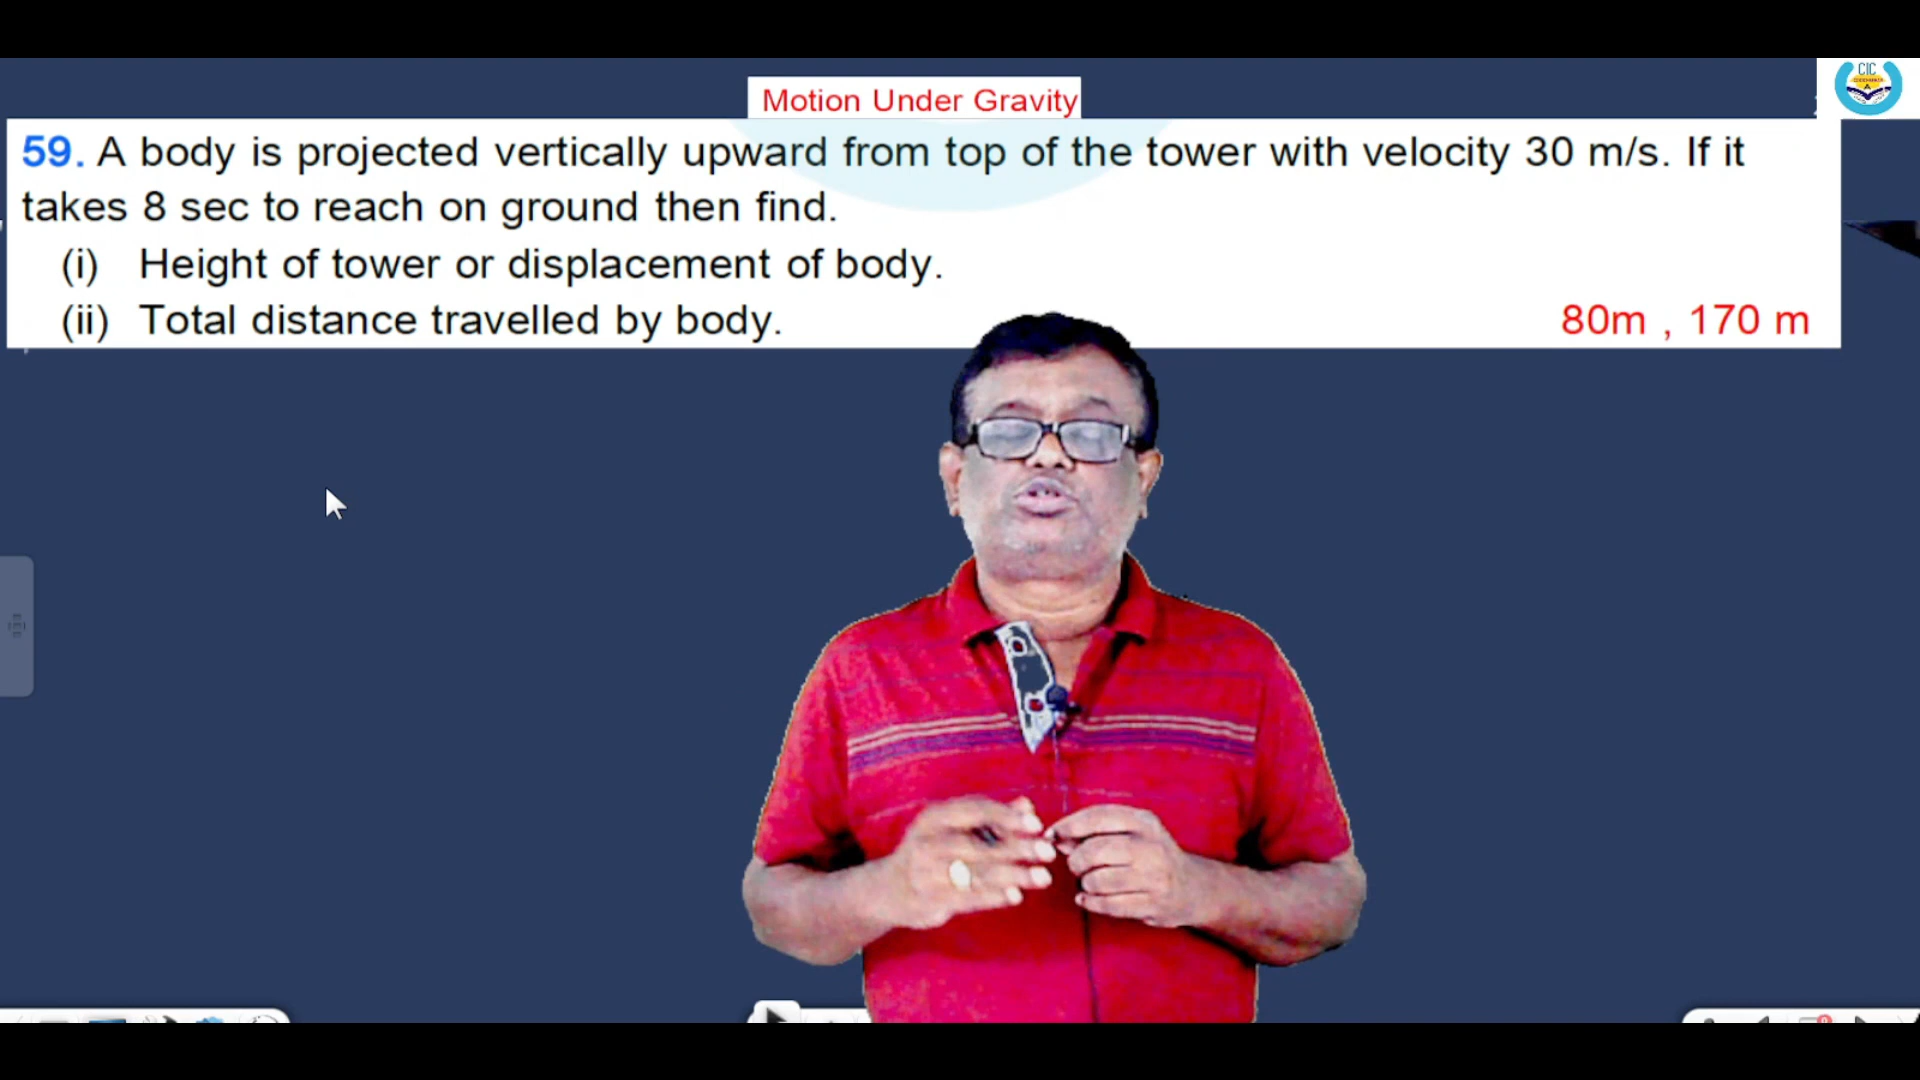 CIC
Motion Under Gravity
59. A body is projected vertically upward from top of the tower with velocity 30 m/s. If it
takes 8 sec to reach on ground then find.
(i) Height of tower or displacement of body.
(ii) Total distance travelled by body. 80m , 170 m